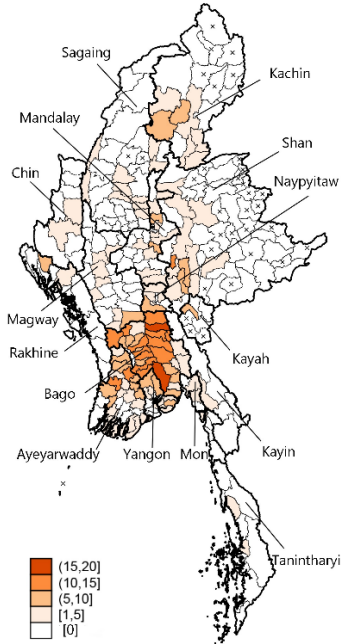 Sagaing
Kachin
Mandalay
Shan
Chin
Naypyitaw
Magway
Rakhine
Kayah
Bago
Ayeyarwaddy
Yangon
Mon
Kayin
Tanintharyi
(15,20]
(10,15]
(5,10]
[1,5]
[0]